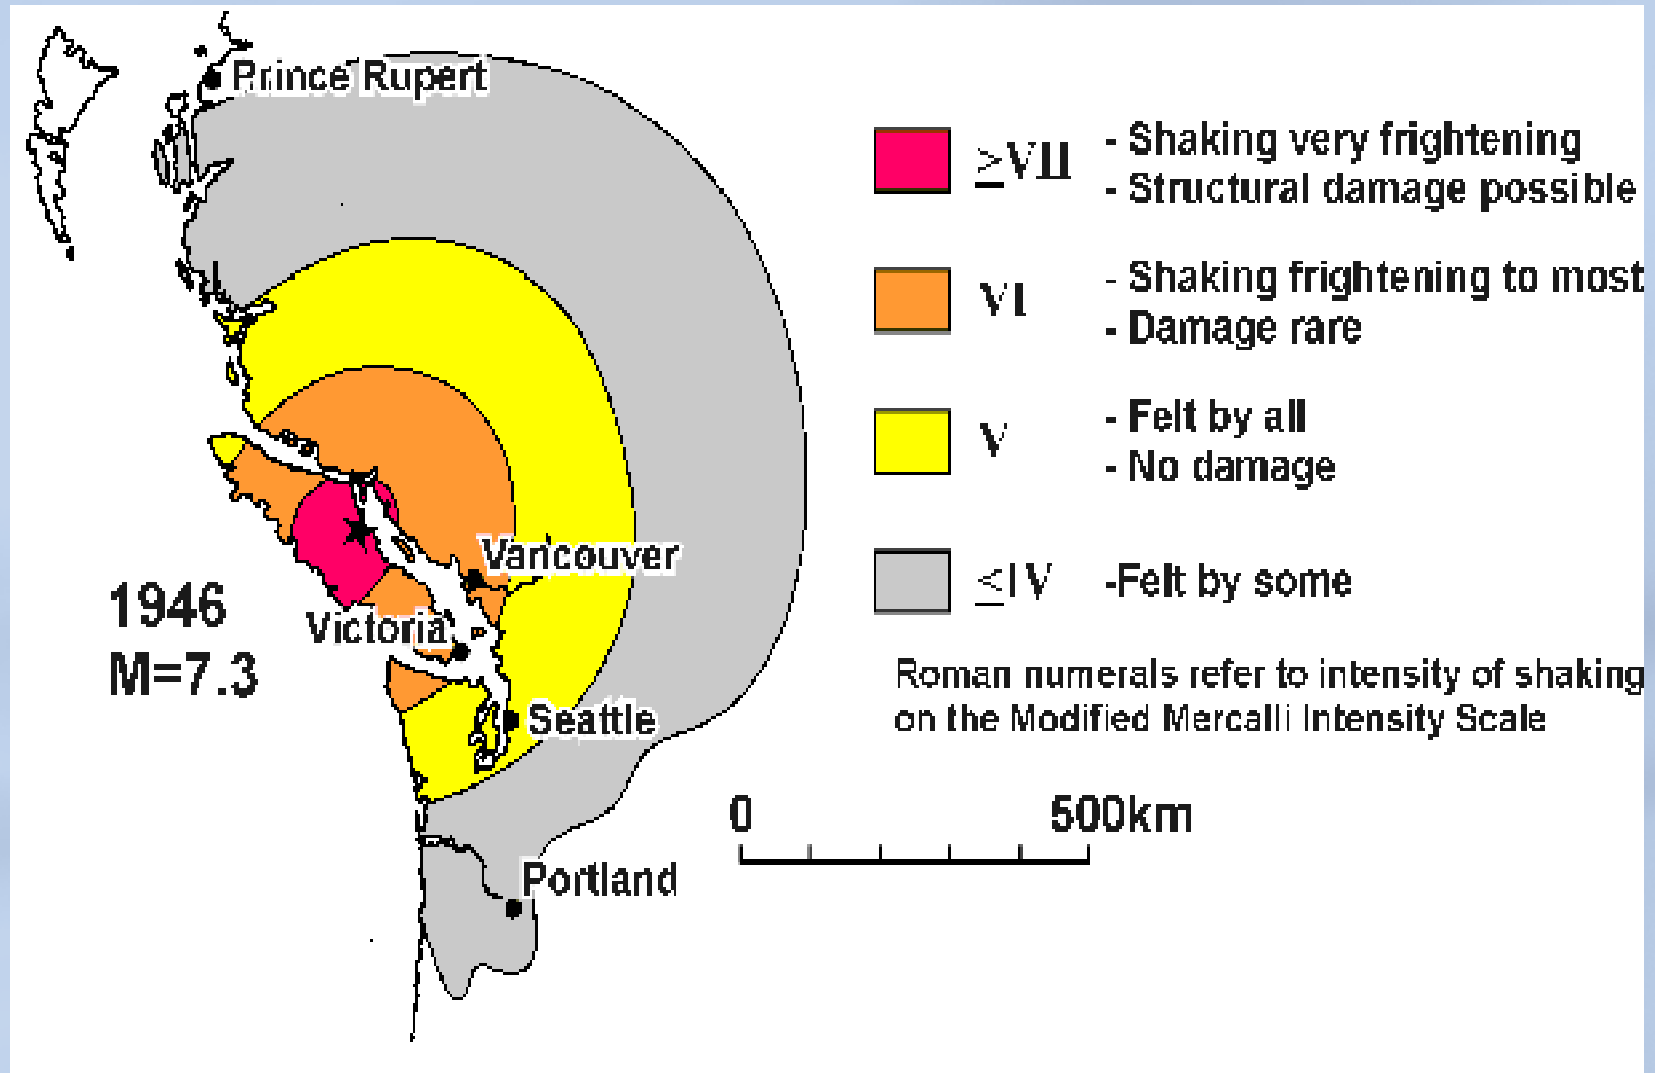 Prince Rupert
≥VII
- Shaking very frightening
- Structural damage possible
VI
- Shaking frightening to most
- Damage rare
V
- Felt by all
- No damage
Vancouver
≤IV
-Felt by some
1946
M=7.3
Victoria
Roman numerals refer to intensity of shaking
on the Modified Mercalli Intensity Scale
Seattle
0
500km
Portland